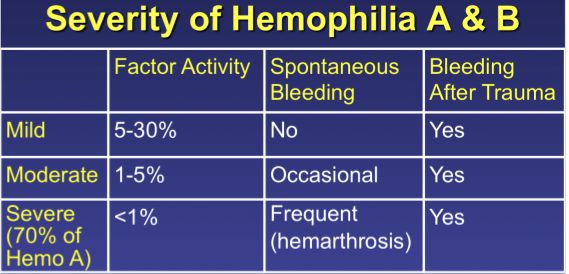 Severity of Hemophilia A & B
Factor Activity
Spontaneous
Bleeding
Bleeding
After Trauma
Mild
5-30%
No
Yes
Moderate
1-5%
Occasional
Yes
Severe
(70% of
Hemo A)
<1%
Frequent
(hemarthrosis)
Yes